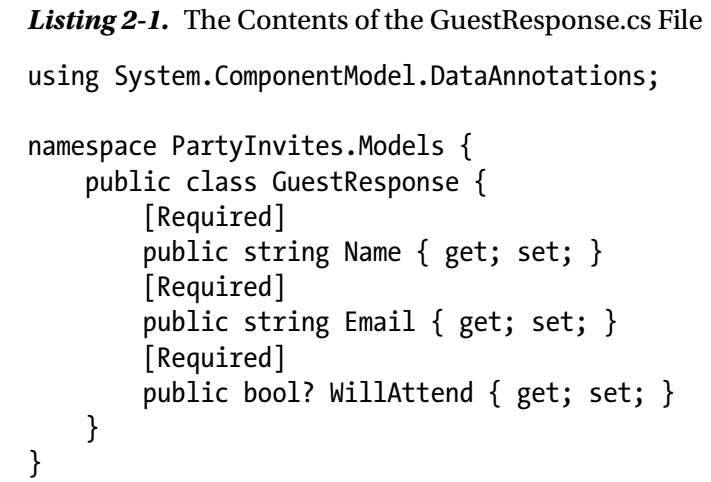 Listing 2-1. The Contents of the GuestResponse.cs File
using System.ComponentModel.DataAnnotations;
namespace PartyInvites.Models {
    public class GuestResponse {
        [Required]
        public string Name { get; set; }
        [Required]
        public string Email { get; set; }
        [Required]
        public bool? WillAttend { get; set; }
    }
}